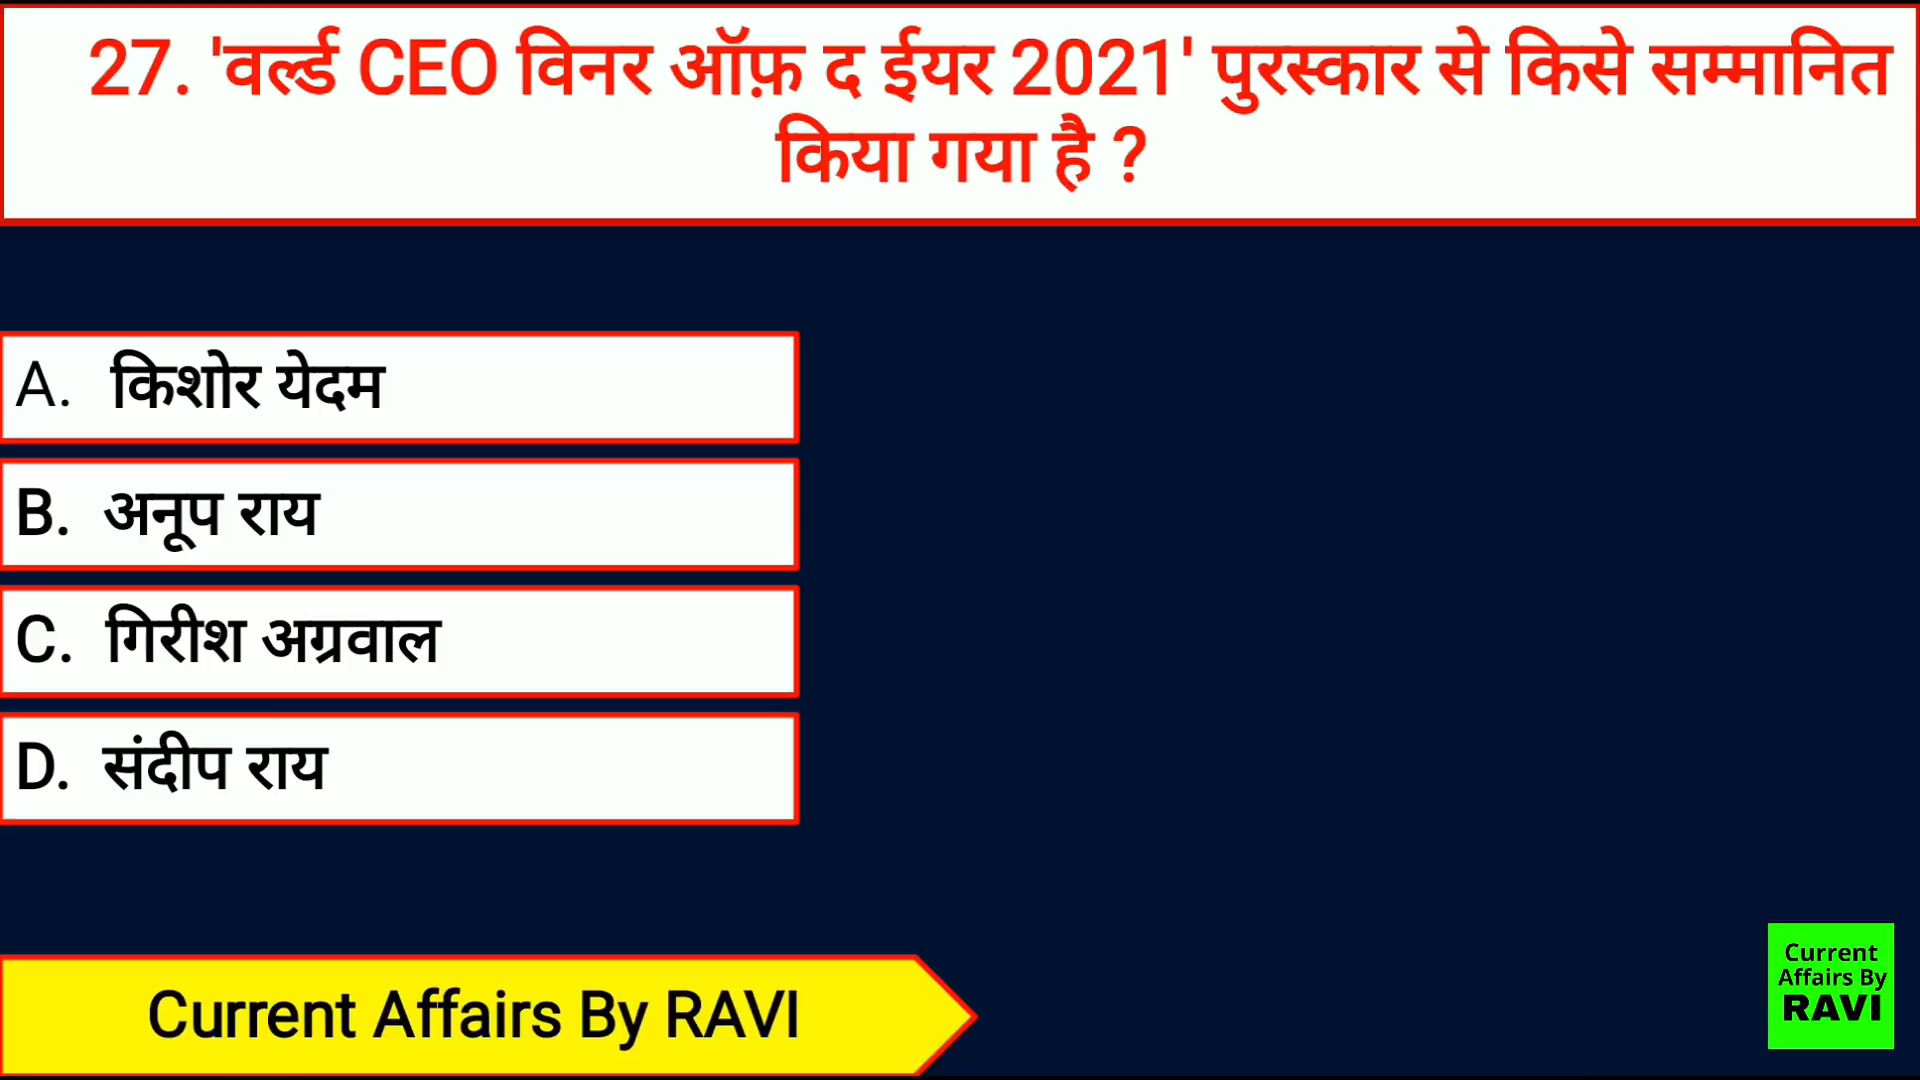 27. 'वर्ल्ड CEO विनर ऑफ़ द ईयर 2021' पुरस्कार से किसे सम्मानित
किया गया है ?
A. किशोर येदम
B. अनूप राय
C. गिरीश अग्रवाल
D. संदीप राय
Current Affairs By RAVI
Current
Affairs By
RAVI